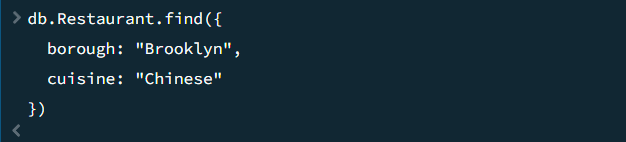 db.Restaurant.find({
borough: "Brooklyn",
cuisine: "Chinese"
})